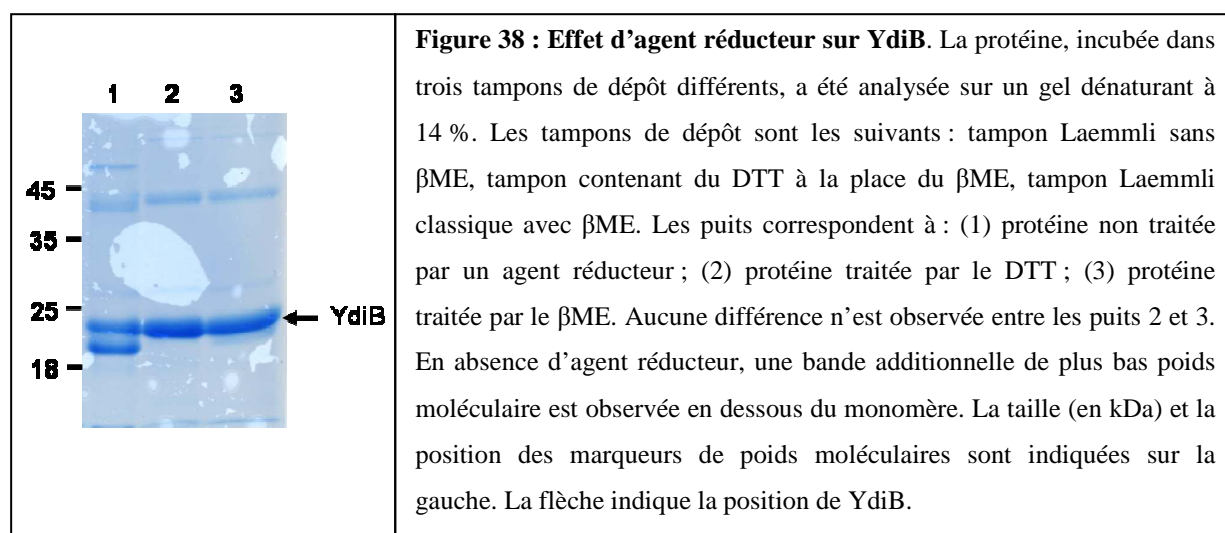 1 2 3
45
35
25
18
YdiB
Figure 38 : Effet d’agent réducteur sur YdiB. La protéine, incubée dans
trois tampons de dépôt différents, a été analysée sur un gel dénaturant à
14 %. Les tampons de dépôt sont les suivants : tampon Laemmli sans
βME, tampon contenant du DTT à la place du βME, tampon Laemmli
classique avec βME. Les puits correspondent à : (1) protéine non traitée
par un agent réducteur ; (2) protéine traitée par le DTT ; (3) protéine
traitée par le βME. Aucune différence n’est observée entre les puits 2 et 3.
En absence d’agent réducteur, une bande additionnelle de plus bas poids
moléculaire est observée en dessous du monomère. La taille (en kDa) et la
position des marqueurs de poids moléculaires sont indiquées sur la
gauche. La flèche indique la position de YdiB.